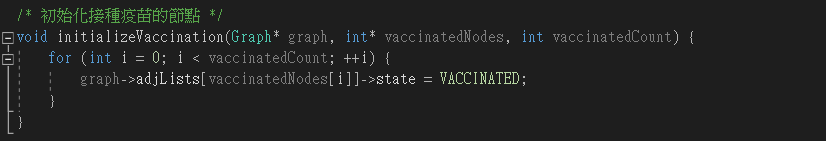 /* 初始化接種疫苗的節點 */
void initializeVaccination(Graph* graph, int* vaccinatedNodes, int vaccinatedCount) {
    for (int i = 0; i < vaccinatedCount; ++i) {
        graph->adjLists[vaccinatedNodes[i]]->state = VACCINATED;
    }
}